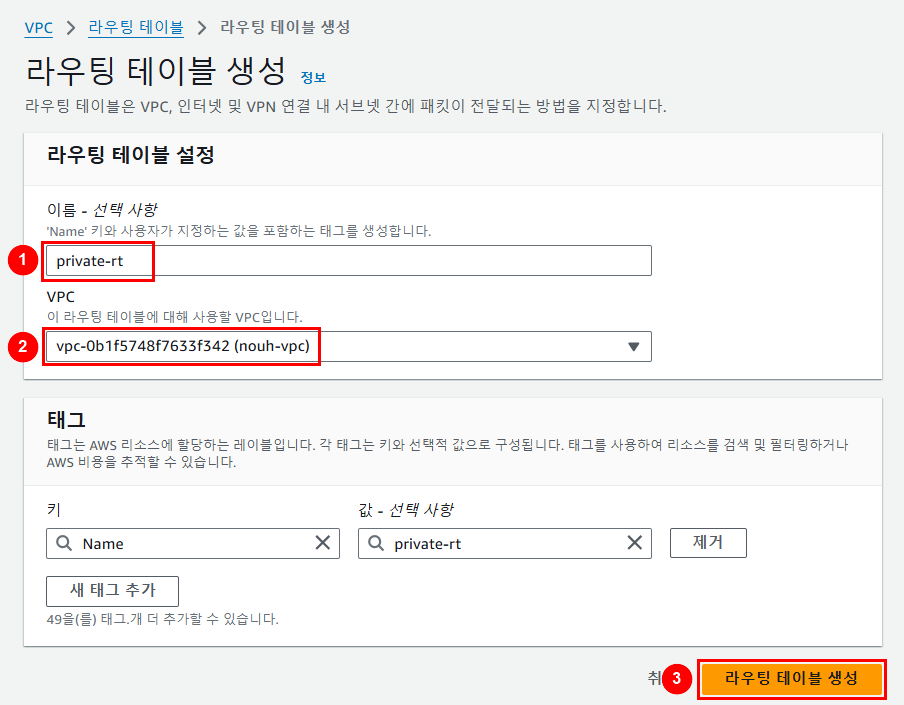 VPC > 라우팅 테이블 > 라우팅 테이블 생성
라우팅 테이블 생성 정보
라우팅 테이블은 VPC, 인터넷 및 VPN 연결 내 서브넷 간에 패킷이 전달되는 방법을 지정합니다.
라우팅 테이블 설정
이름 - 선택 사항
'Name' 키와 사용자가 지정하는 값을 포함하는 태그를 생성합니다.
1 private-rt
VPC
이 라우팅 테이블에 대해 사용할 VPC입니다.
2 vpc-0b1f5748f7633f342 (nouh-vpc)
태그
태그는 AWS 리소스에 할당하는 레이블입니다. 각 태그는 키와 선택적 값으로 구성됩니다. 태그를 사용하여 리소스를 검색 및 필터링하거나
AWS 비용을 추적할 수 있습니다.
키 값 - 선택 사항
Name private-rt 제거
새 태그 추가
49을(를) 태그.개 더 추가할 수 있습니다.
취 3 라우팅 테이블 생성